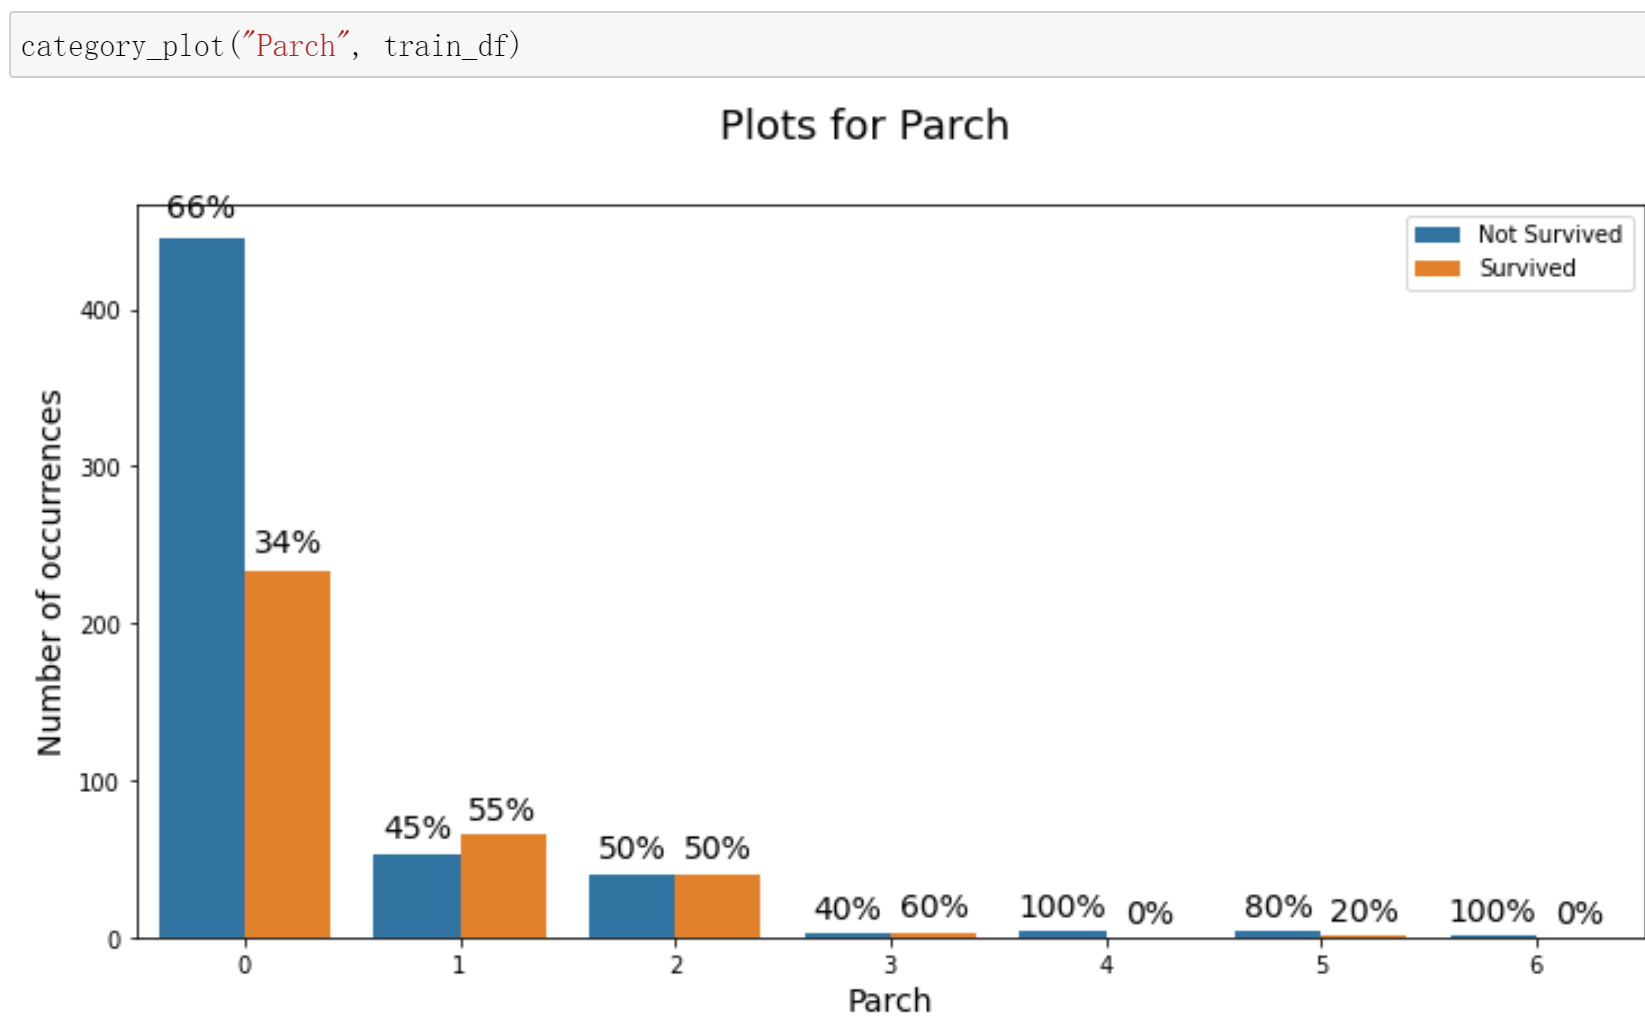 category_plot("Parch", train_df)
Plots for Parch
66%
34%
45%
55%
50%
50%
40%
60%
100%
0%
80%
20%
100%
0%
Not Survived
Survived
Number of occurrences
400
300
200
100
0
0 1 2 3 4 5 6
Parch